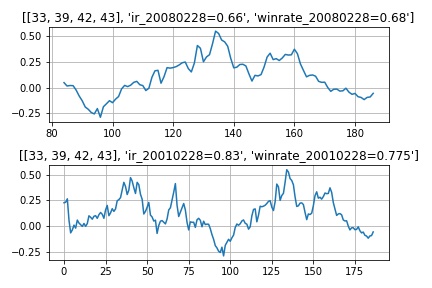 [[33, 39, 42, 43], 'ir_20080228=0.66', 'winrate_20080228=0.68']
0.50
0.25
0.00
−0.25
80 100 120 140 160 180
[[33, 39, 42, 43], 'ir_20010228=0.83', 'winrate_20010228=0.775']
0.50
0.25
0.00
−0.25
0 25 50 75 100 125 150 175